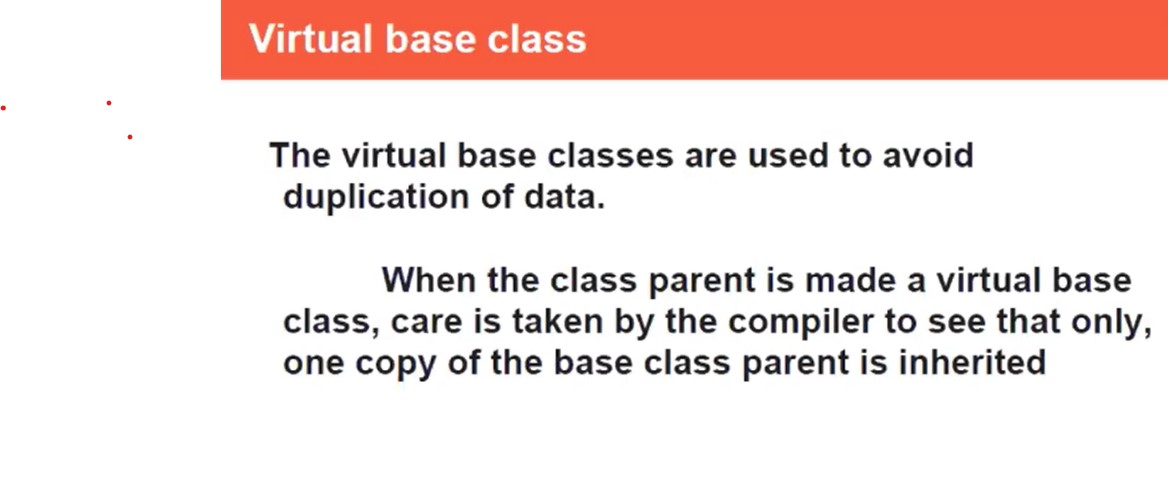 Virtual base class
The virtual base classes are used to avoid
duplication of data.
When the class parent is made a virtual base
class, care is taken by the compiler to see that only,
one copy of the base class parent is inherited